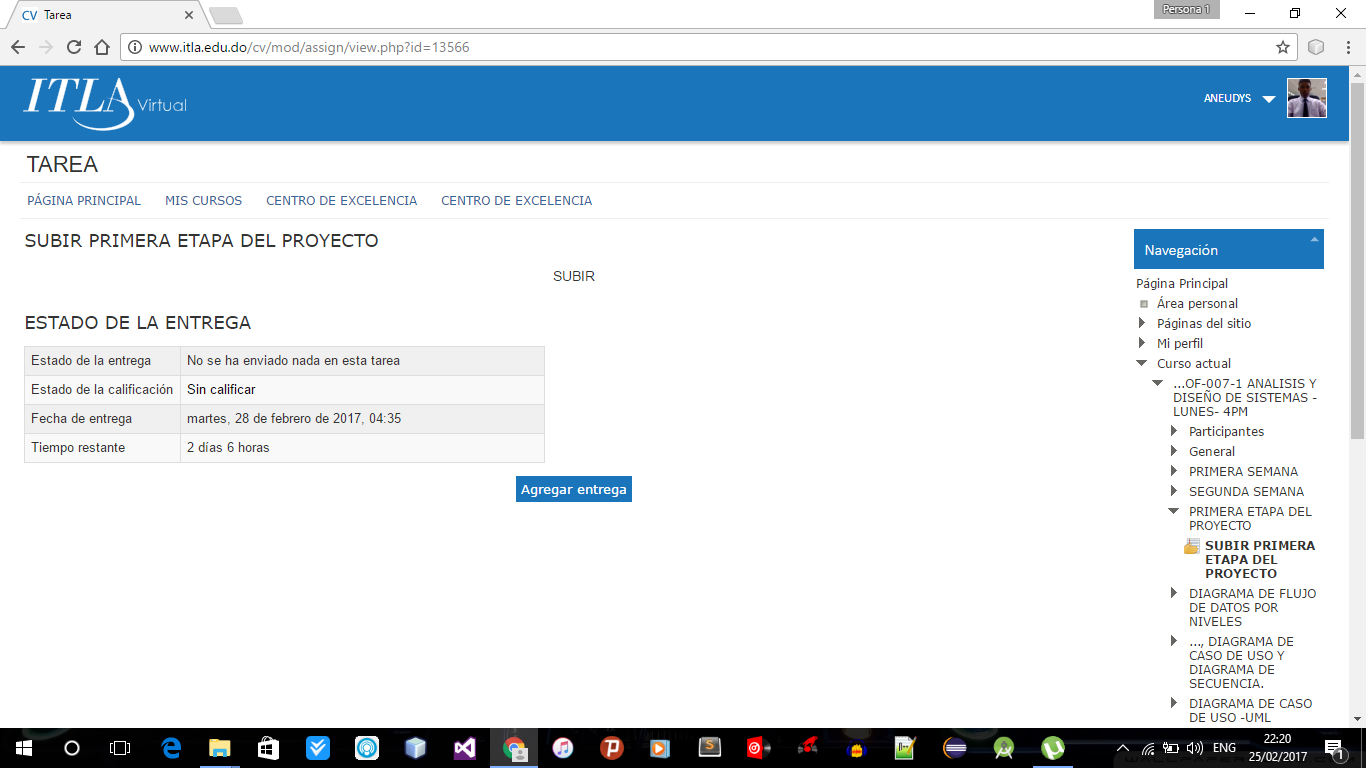 CV Tarea
Persona 1
www.itla.edu.do/cv/mod/assign/view.php?id=13566
ITLA Virtual
ANEUDYS
TAREA
PÁGINA PRINCIPAL MIS CURSOS CENTRO DE EXCELENCIA CENTRO DE EXCELENCIA
SUBIR PRIMERA ETAPA DEL PROYECTO
SUBIR
ESTADO DE LA ENTREGA
Estado de la entrega No se ha enviado nada en esta tarea
Estado de la calificación Sin calificar
Fecha de entrega martes, 28 de febrero de 2017, 04:35
Tiempo restante 2 días 6 horas
Agregar entrega
Navegación
Página Principal
Área personal
Páginas del sitio
Mi perfil
Curso actual
...OF-007-1 ANALISIS Y
DISEÑO DE SISTEMAS -
LUNES- 4PM
Participantes
General
PRIMERA SEMANA
SEGUNDA SEMANA
PRIMERA ETAPA DEL
PROYECTO
SUBIR PRIMERA
ETAPA DEL
PROYECTO
DIAGRAMA DE FLUJO
DE DATOS POR
NIVELES
..., DIAGRAMA DE
CASO DE USO Y
DIAGRAMA DE
SECUENCIA.
DIAGRAMA DE CASO
DE USO -UML
ENG
22:20
25/02/2017
1